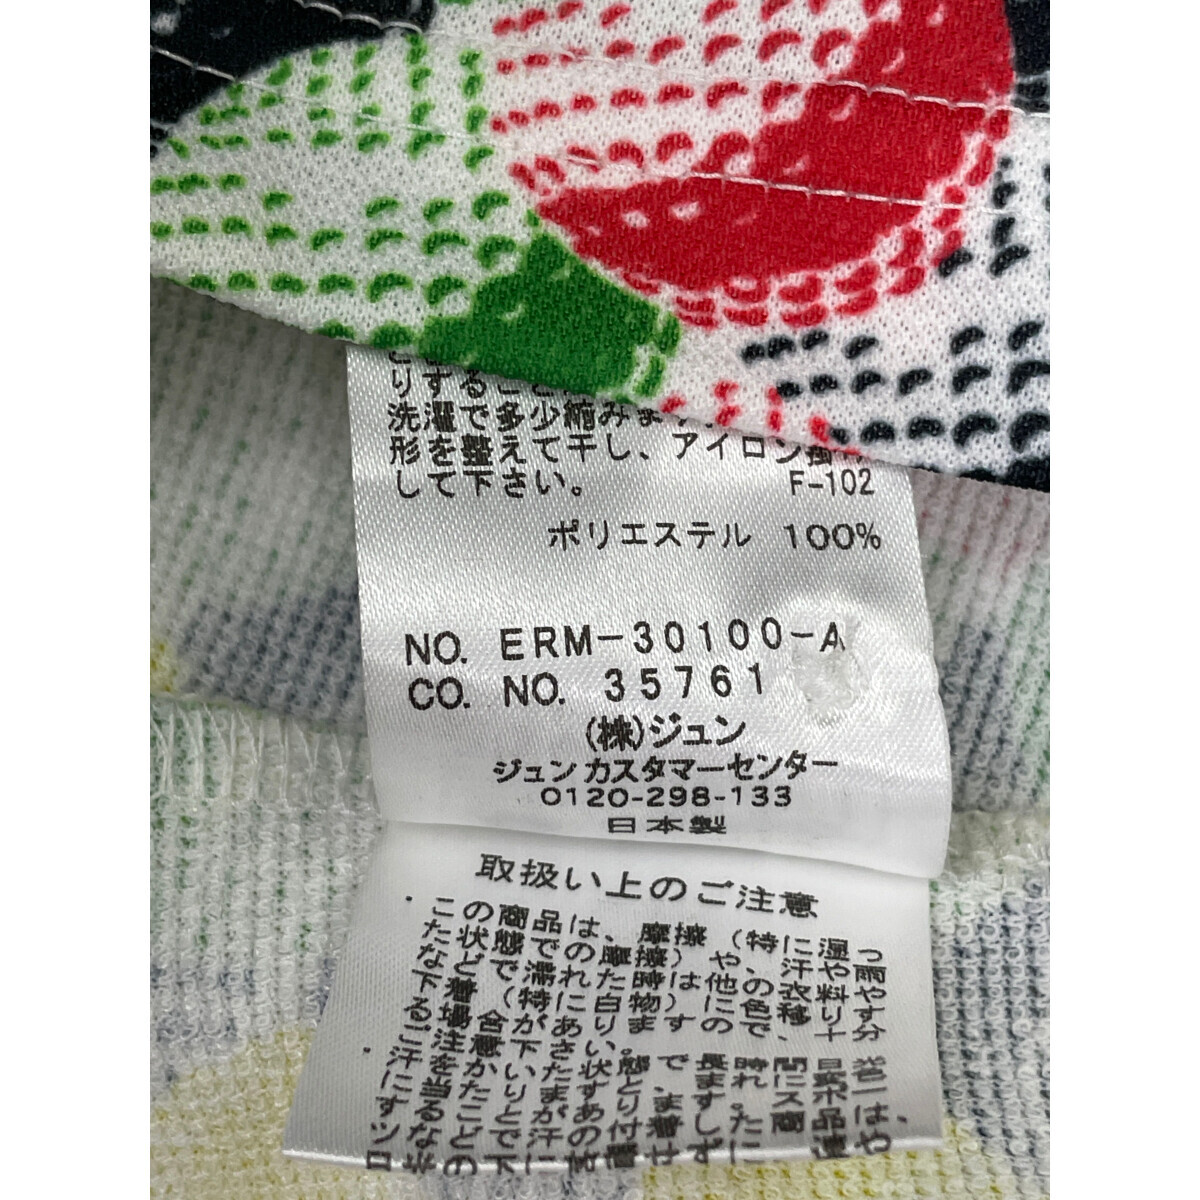 りすること
洗濯で多少縮みま
形を整えて干し、アイロン
して下さい。
F-102
ポリエステル 100%
NO. ERM-30100-A
CO. NO. 35761
(株)ジュン
ジュンカスタマーセンター
0120-298-133
日本製
取扱い上のご注意
・この商品は、摩擦(特に湿っ
た状態での摩擦)や、汗や雨
などで濡れた時は他の衣料や
下着(特に白物)に色移りす
る場合がありますので、十分
ご注意下さい。